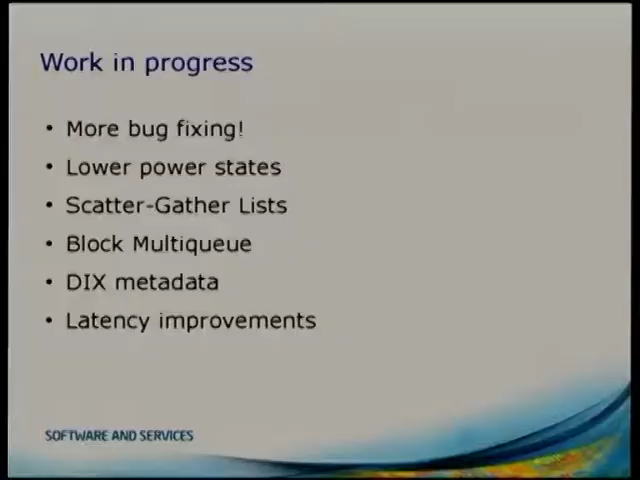 Work in progress
• More bug fixing!
• Lower power states
• Scatter-Gather Lists
• Block Multiqueue
• DIX metadata
• Latency improvements
SOFTWARE AND SERVICES